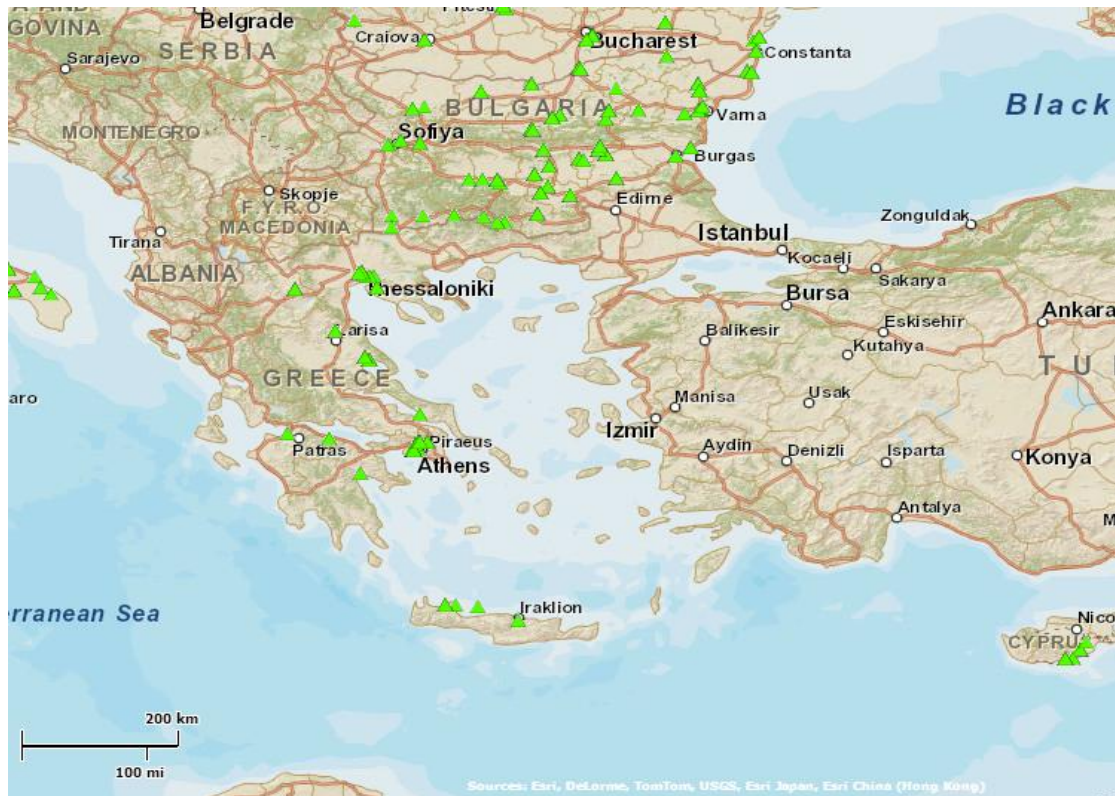 GOVINA
Belgrade
Craiova
Bucharest
Constanta
Sarajevo
SERBIA
Black
BULGARIA
Varna
MONTENEGRO
Sofiya
Burgas
Skopje
F.Y.R.O.
MACEDONIA
Edirne
Zonguldak
Tirana
Istanbul
Kocaeli
Sakarya
ALBANIA
Thessaloniki
Bursa
Ankara
Eskisehir
Larisa
Balikesir
Kutahya
GREECE
T U
aro
Manisa
Usak
Izmir
Patras
Piraeus
Athens
Aydin
Denizli
Isparta
Konya
Antalya
M
erranean Sea
Iraklion
Nico
CYPRUS
200 km
100 mi
Sources: Esri, DeLorme, TomTom, USGS, Esri Japan, Esri China (Hong Kong)